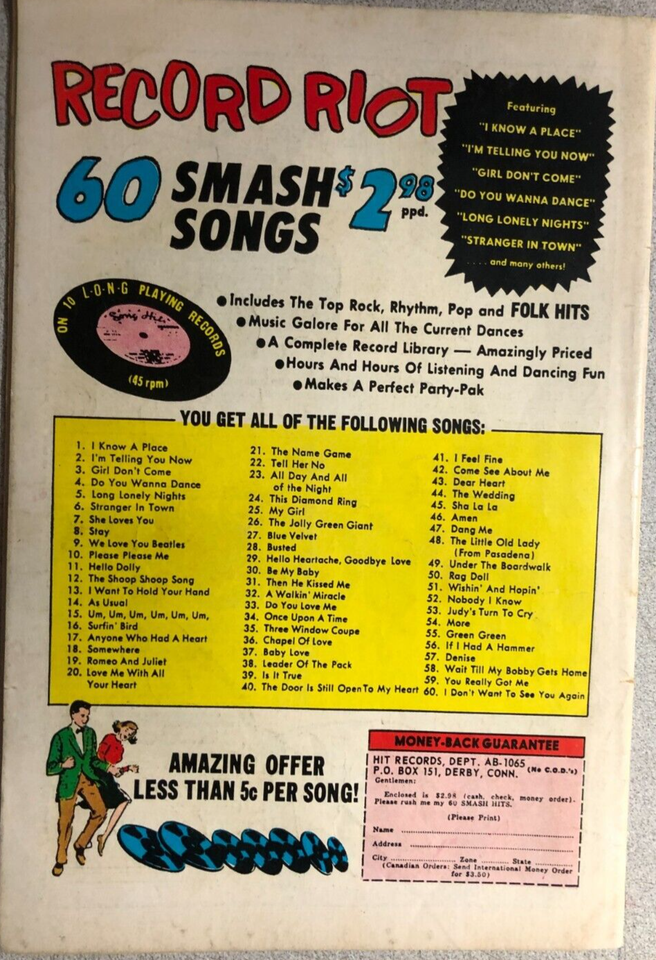 RECORD RIOT
60 SMASH SONGS $2.98 ppd.
Featuring
"I KNOW A PLACE"
"I'M TELLING YOU NOW"
"GIRL DON'T COME"
"DO YOU WANNA DANCE"
"LONG LONELY NIGHTS"
"STRANGER IN TOWN"
.... and many others!
ON 10 L-O-N-G PLAYING RECORDS
Song Hits
(45 rpm)
● Includes The Top Rock, Rhythm, Pop and FOLK HITS
● Music Galore For All The Current Dances
● A Complete Record Library — Amazingly Priced
● Hours And Hours Of Listening And Dancing Fun
● Makes A Perfect Party-Pak
YOU GET ALL OF THE FOLLOWING SONGS:
1. I Know A Place
2. I'm Telling You Now
3. Girl Don't Come
4. Do You Wanna Dance
5. Long Lonely Nights
6. Stranger In Town
7. She Loves You
8. Stay
9. We Love You Beatles
10. Please Please Me
11. Hello Dolly
12. The Shoop Shoop Song
13. I Want To Hold Your Hand
14. As Usual
15. Um, Um, Um, Um, Um, Um,
16. Surfin' Bird
17. Anyone Who Had A Heart
18. Somewhere
19. Romeo And Juliet
20. Love Me With All
Your Heart
21. The Name Game
22. Tell Her No
23. All Day And All
of the Night
24. This Diamond Ring
25. My Girl
26. The Jolly Green Giant
27. Blue Velvet
28. Busted
29. Hello Heartache, Goodbye Love
30. Be My Baby
31. Then He Kissed Me
32. A Walkin' Miracle
33. Do You Love Me
34. Once Upon A Time
35. Three Window Coupe
36. Chapel Of Love
37. Baby Love
38. Leader Of The Pack
39. Is It True
40. The Door Is Still Open To My Heart
41. I Feel Fine
42. Come See About Me
43. Dear Heart
44. The Wedding
45. Sha La La
46. Amen
47. Dang Me
48. The Little Old Lady
(From Pasadena)
49. Under The Boardwalk
50. Rag Doll
51. Wishin' And Hopin'
52. Nobody I Know
53. Judy's Turn To Cry
54. More
55. Green Green
56. If I Had A Hammer
57. Denise
58. Wait Till My Bobby Gets Home
59. You Really Got Me
60. I Don't Want To See You Again
AMAZING OFFER
LESS THAN 5c PER SONG!
MONEY-BACK GUARANTEE
HIT RECORDS, DEPT. AB-1065
P.O. BOX 151, DERBY, CONN. (No C.O.D.'s)
Gentlemen:
Enclosed is $2.98 (cash, check, money order).
Please rush me my 60 SMASH HITS.
(Please Print)
Name
Address
City Zone State
(Canadian Orders: Send International Money Order
for $3.50)